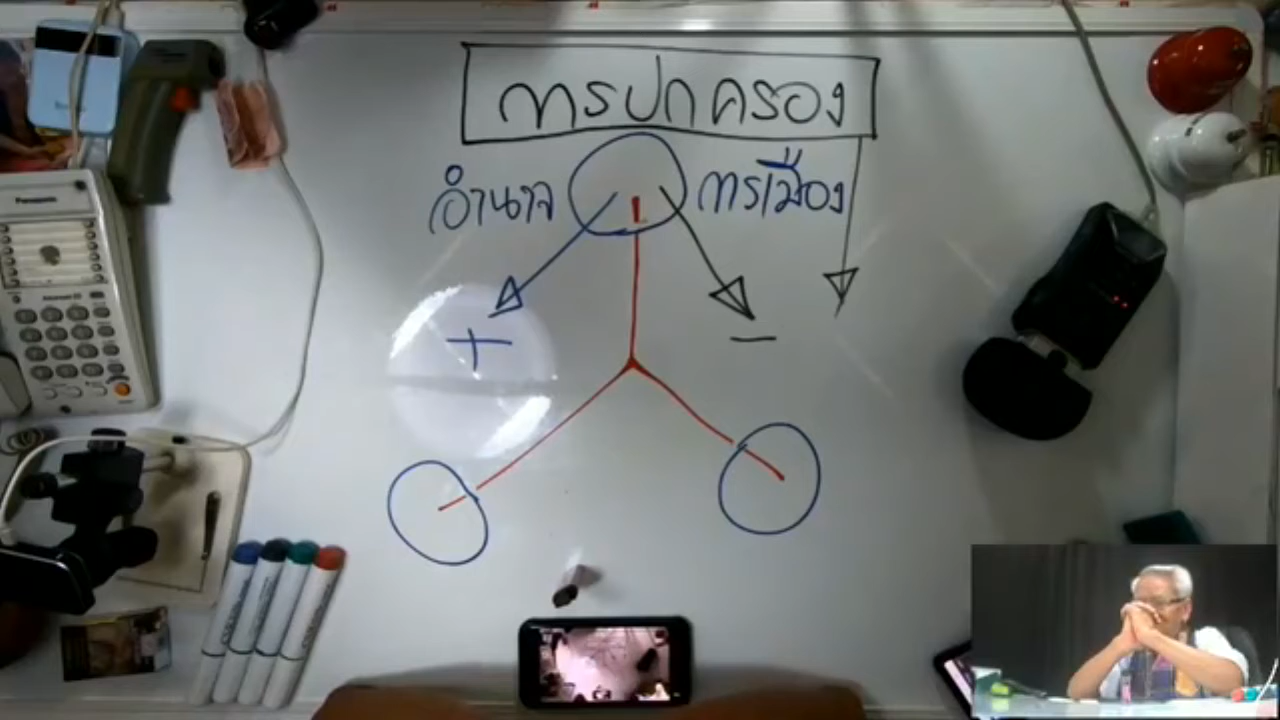 การปกครอง
อำนาจ การเมือง
+ −
Panasonic